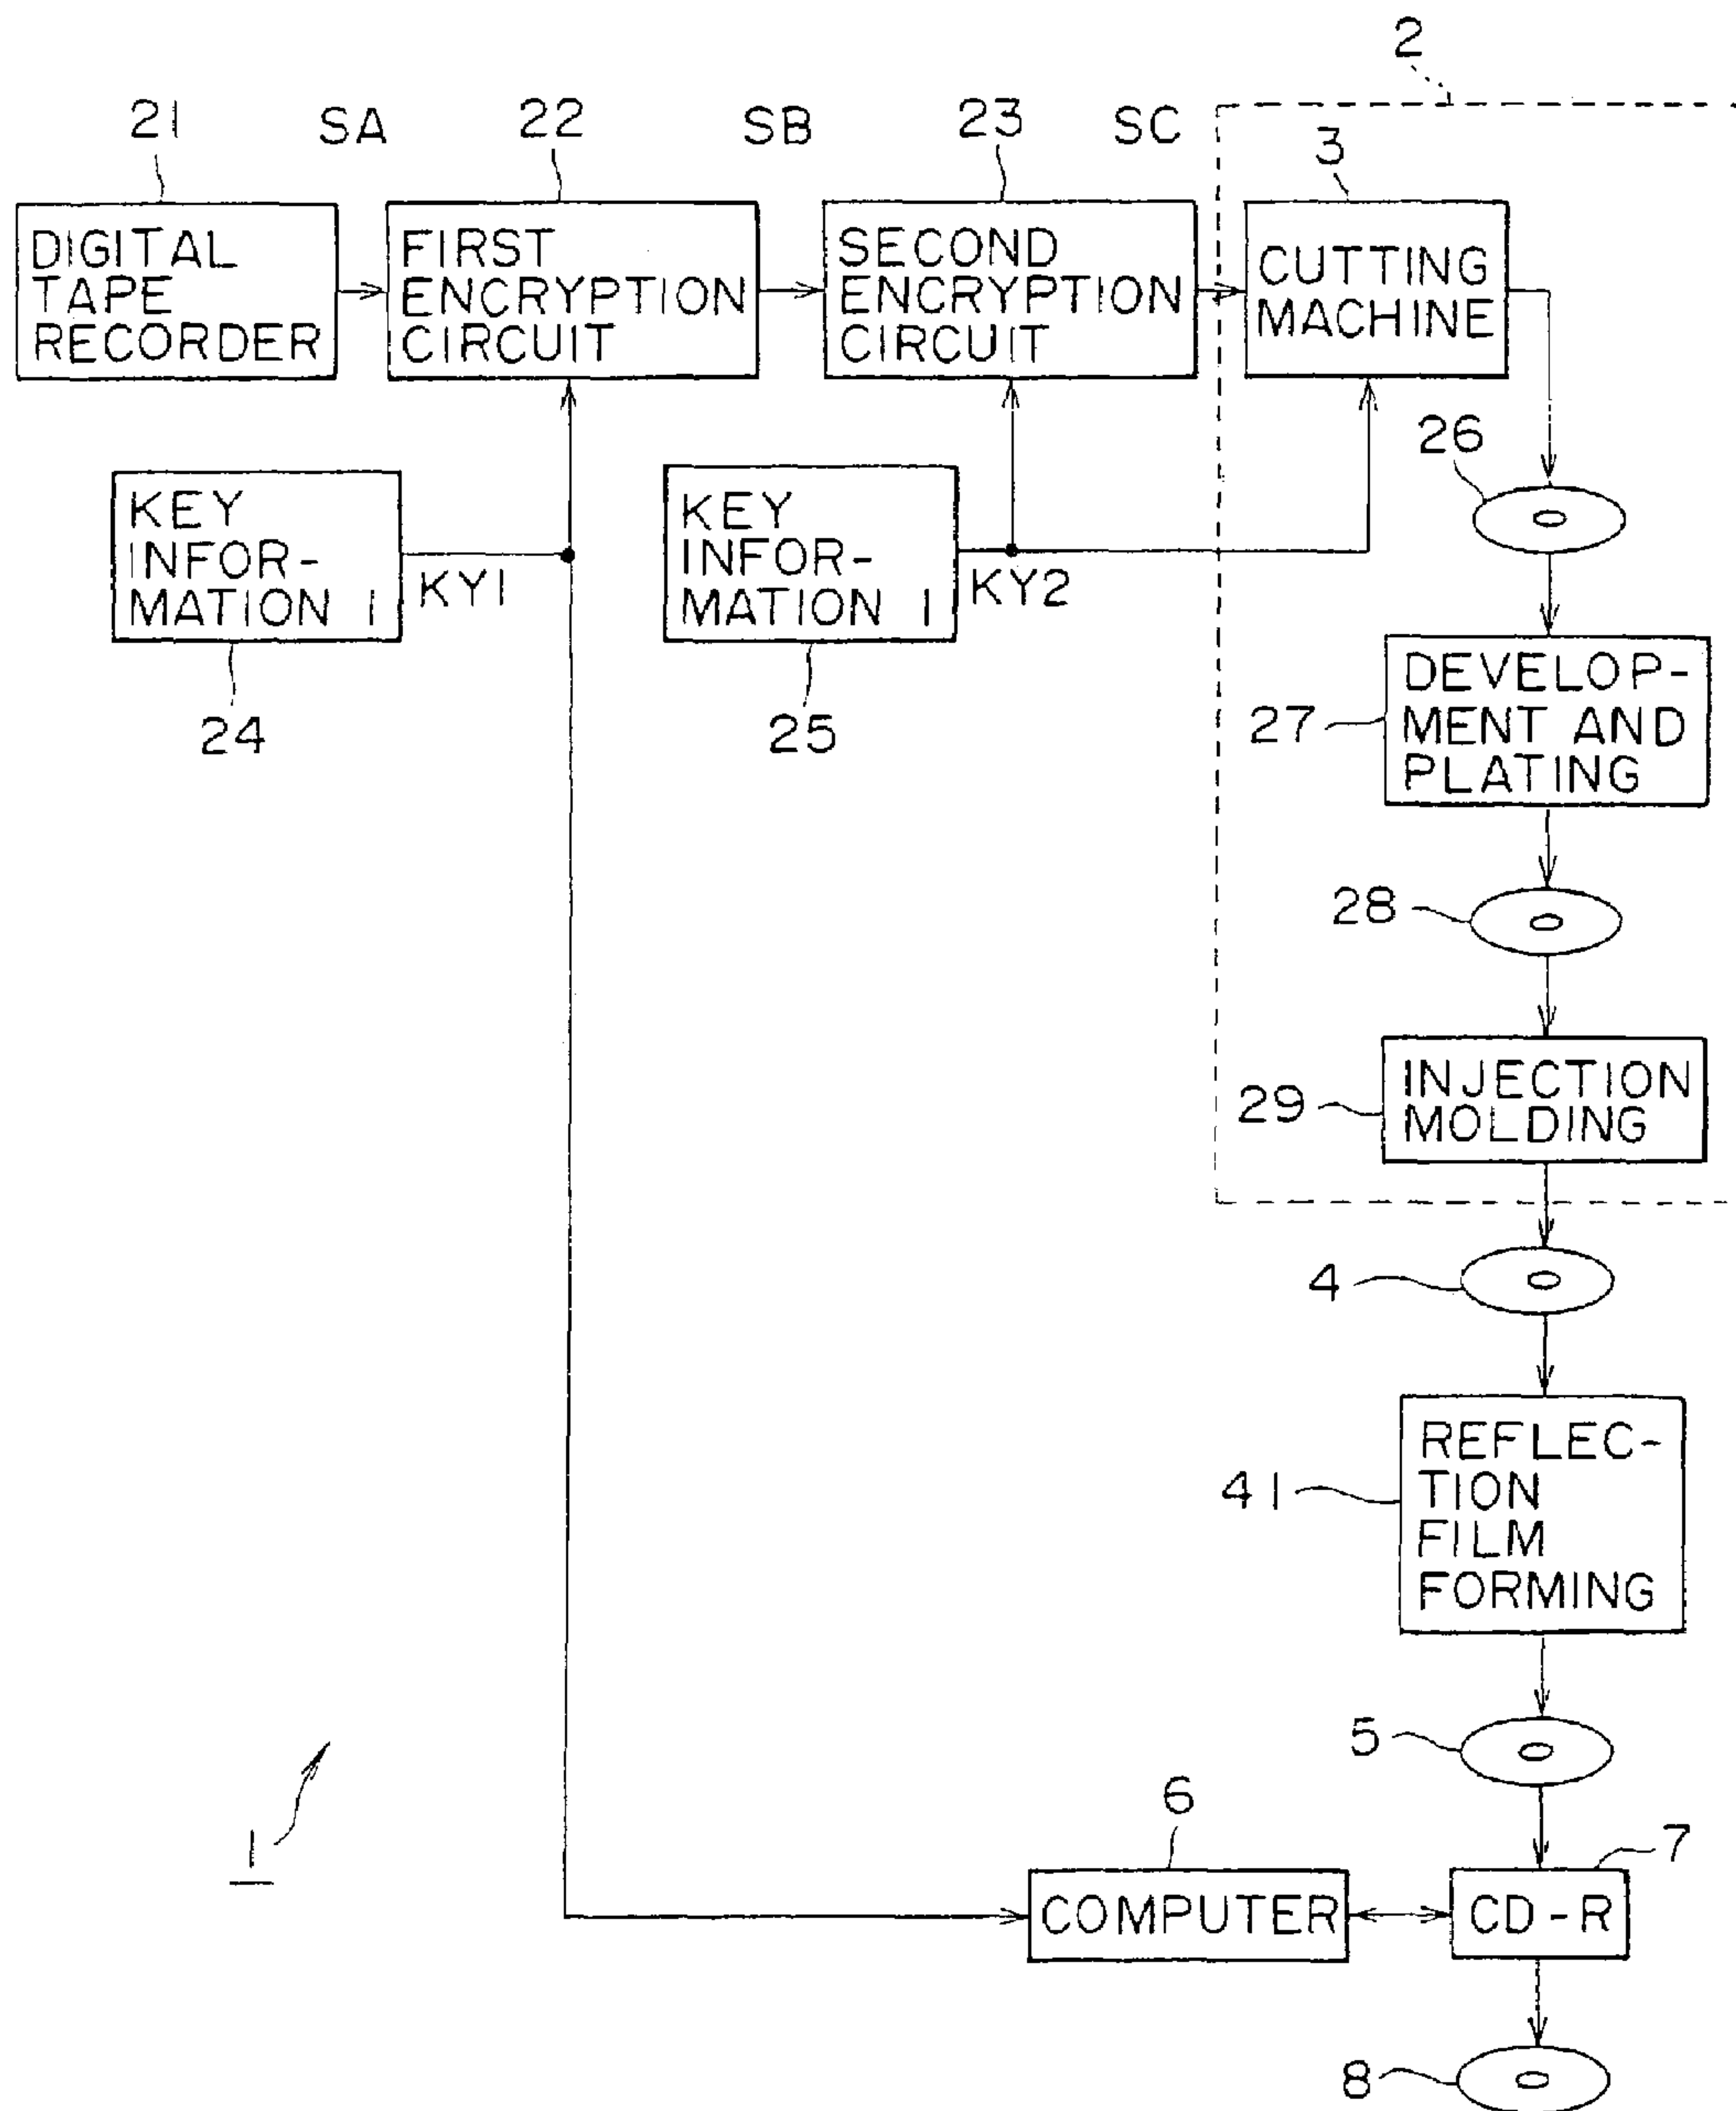 2
21
SA
22
SB
23
SC
3
DIGITAL
TAPE
RECORDER
FIRST
ENCRYPTION
CIRCUIT
SECOND
ENCRYPTION
CIRCUIT
CUTTING
MACHINE
26
KEY
INFOR-
MATION 1
KY1
KEY
INFOR-
MATION 1
KY2
24
25
27
DEVELOP-
MENT AND
PLATING
28
29
INJECTION
MOLDING
4
41
REFLEC-
TION
FILM
FORMING
5
6
7
1
COMPUTER
CD-R
8